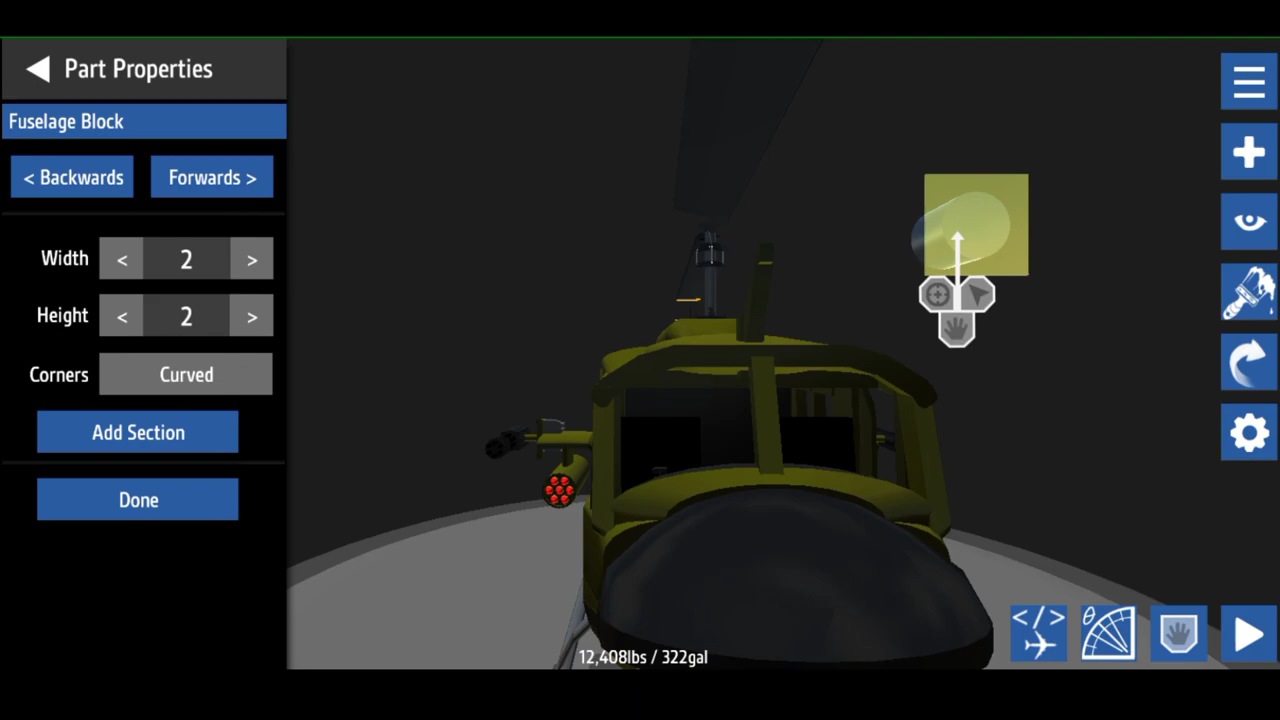 Part Properties
Fuselage Block
< Backwards
Forwards >
Width < 2 >
Height < 2 >
Corners Curved
Add Section
Done
12,408lbs / 322gal
</>
θ